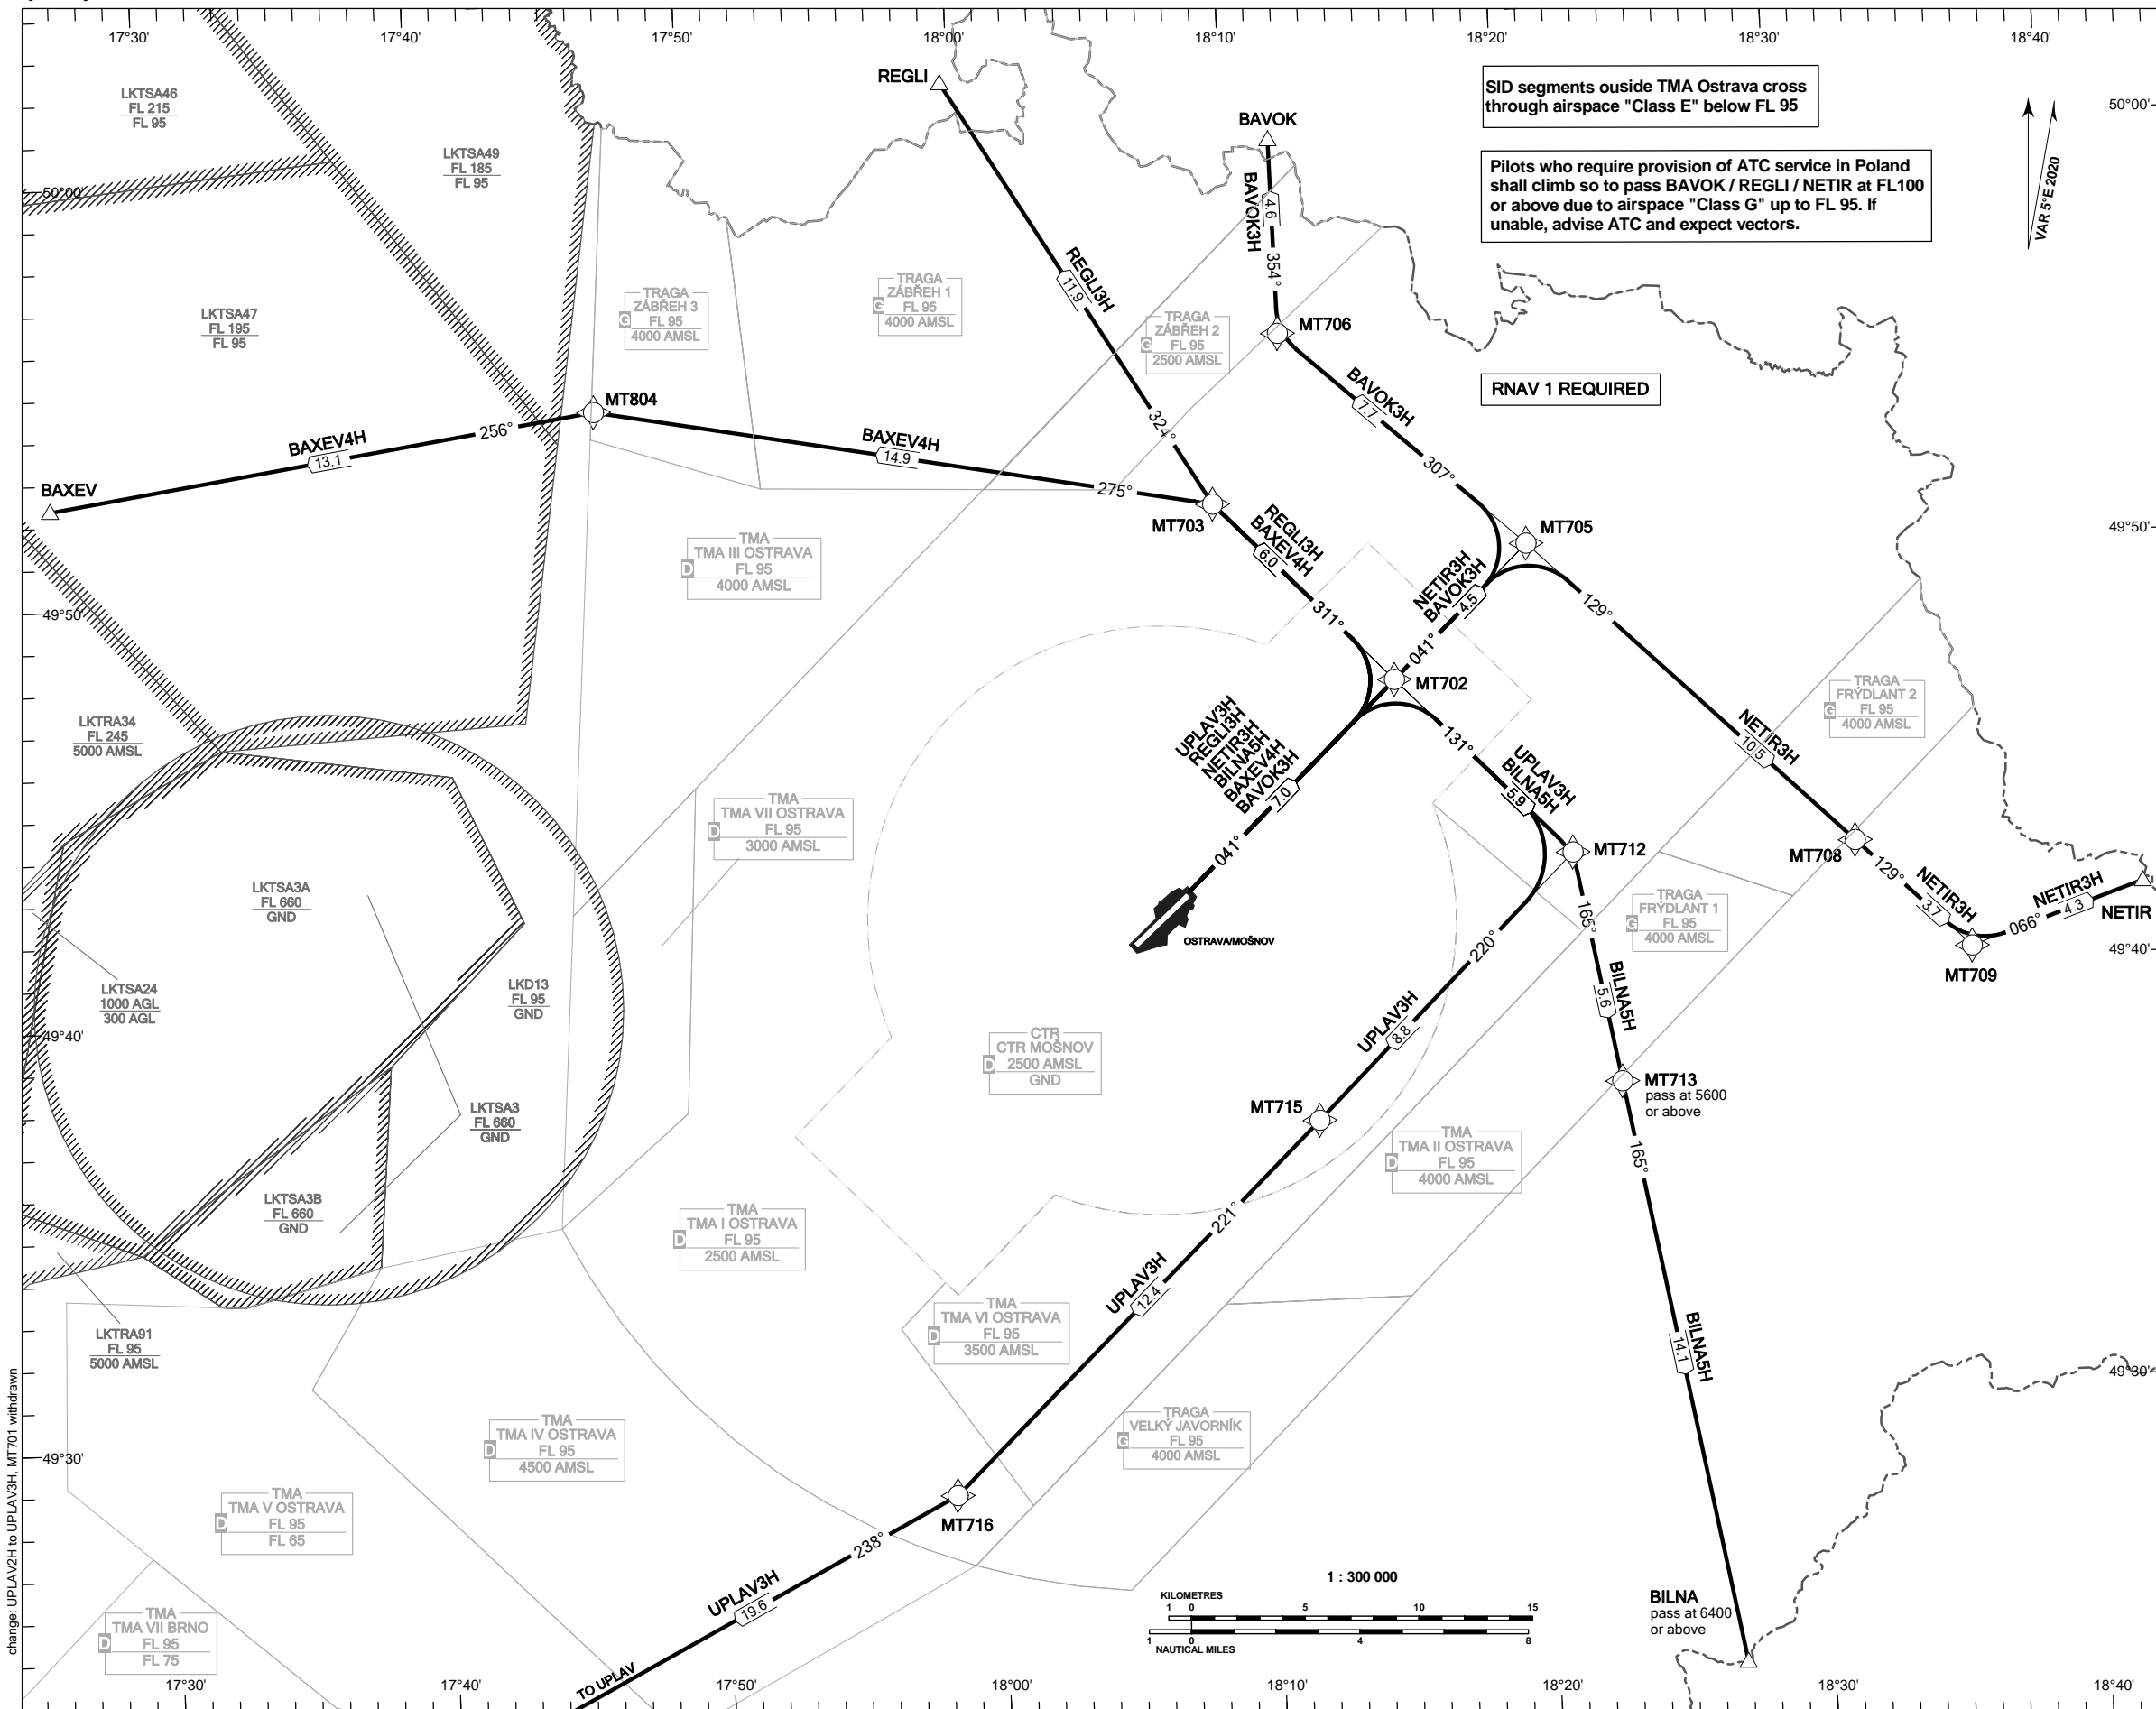 17°30'
17°40'
17°50'
18°00'
18°10'
18°20'
18°30'
18°40'
REGLI
LKTSA46
FL 215
FL 95
SID segments ouside TMA Ostrava cross
through airspace "Class E" below FL 95
50°00'
BAVOK
LKTSA49
FL 185
FL 95
Pilots who require provision of ATC service in Poland
shall climb so to pass BAVOK / REGLI / NETIR at FL100
or above due to airspace "Class G" up to FL 95. If
unable, advise ATC and expect vectors.
VAR 5°E 2020
50°00'
BAVOK3H
4.6
354°
REGLI3H
11.9
324°
TRAGA
ZÁBŘEH 3
G
FL 95
4000 AMSL
TRAGA
ZÁBŘEH 1
G
FL 95
4000 AMSL
TRAGA
ZÁBŘEH 2
G
FL 95
2500 AMSL
MT706
LKTSA47
FL 195
FL 95
RNAV 1 REQUIRED
BAVOK3H
7.7
307°
MT804
BAXEV4H
13.1
256°
BAXEV4H
14.9
275°
BAXEV
MT703
MT705
49°50'
REGLI3H
BAXEV4H
6.0
311°
NETIR3H
BAVOK3H
4.5
041°
129°
TMA
TMA III OSTRAVA
D
FL 95
4000 AMSL
49°50'
MT702
TRAGA
FRÝDLANT 2
G
FL 95
4000 AMSL
LKTRA34
FL 245
5000 AMSL
UPLAV3H
REGLI3H
NETIR3H
BILNA5H
BAXEV4H
BAVOK3H
7.0
041°
131°
UPLAV3H
BILNA5H
5.9
NETIR3H
10.5
TMA
TMA VII OSTRAVA
D
FL 95
3000 AMSL
MT712
MT708
129°
NETIR3H
3.7
NETIR3H
4.3
066°
NETIR
MT709
LKTSA3A
FL 660
GND
TRAGA
FRÝDLANT 1
G
FL 95
4000 AMSL
165°
220°
OSTRAVA/MOŠNOV
49°40'
LKTSA24
1000 AGL
300 AGL
LKD13
FL 95
GND
BILNA5H
5.6
UPLAV3H
8.8
49°40'
CTR
CTR MOŠNOV
D
2500 AMSL
GND
MT713
pass at 5600
or above
MT715
LKTSA3
FL 660
GND
TMA
TMA II OSTRAVA
D
FL 95
4000 AMSL
165°
LKTSA3B
FL 660
GND
TMA
TMA I OSTRAVA
D
FL 95
2500 AMSL
221°
UPLAV3H
12.4
TMA
TMA VI OSTRAVA
D
FL 95
3500 AMSL
LKTRA91
FL 95
5000 AMSL
BILNA5H
14.1
49°30'
TMA
TMA IV OSTRAVA
D
FL 95
4500 AMSL
TRAGA
VELKÝ JAVORNÍK
G
FL 95
4000 AMSL
49°30'
TMA
TMA V OSTRAVA
D
FL 95
FL 65
MT716
238°
UPLAV3H
19.6
TO UPLAV
TMA
TMA VII BRNO
D
FL 95
FL 75
1 : 300 000
KILOMETRES
1 0 5 10 15
1 0 4 8
NAUTICAL MILES
BILNA
pass at 6400
or above
17°30'
17°40'
17°50'
18°00'
18°10'
18°20'
18°30'
18°40'
change: UPLAV2H to UPLAV3H, MT701 withdrawn